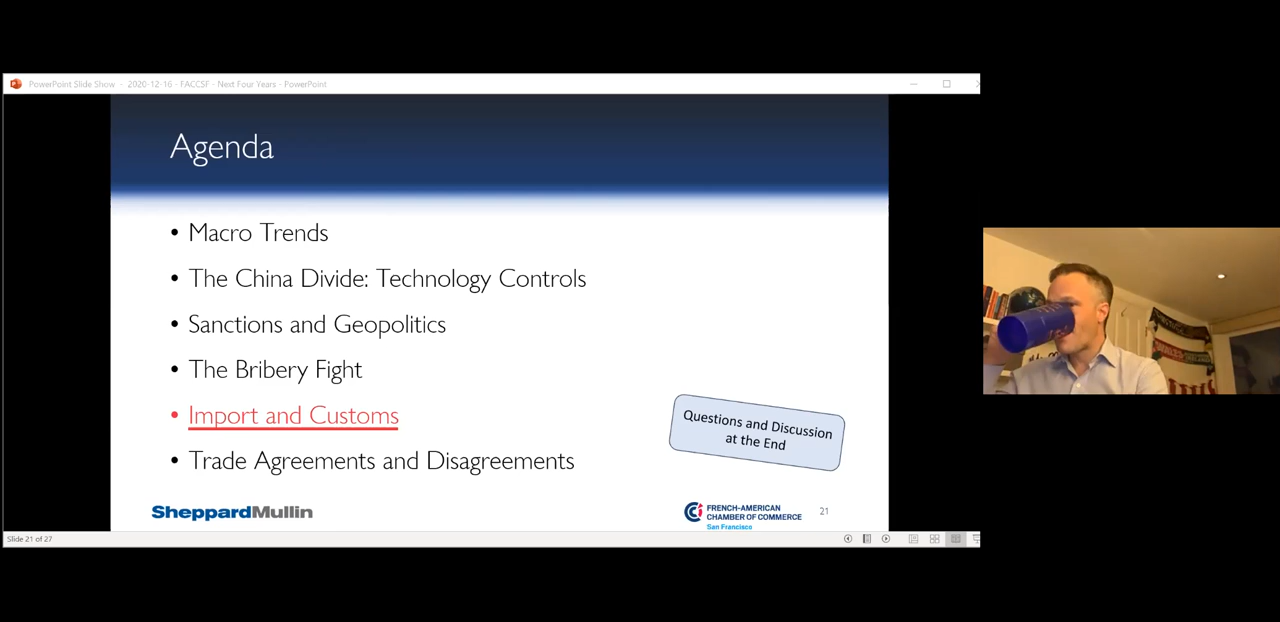 PowerPoint Slide Show - 2020-12-16 - FACCSF - Next Four Years - PowerPoint
Agenda
• Macro Trends
• The China Divide: Technology Controls
• Sanctions and Geopolitics
• The Bribery Fight
• Import and Customs
• Trade Agreements and Disagreements
Questions and Discussion
at the End
SheppardMullin
CCI
FRENCH-AMERICAN
CHAMBER OF COMMERCE
San Francisco
21
Slide 21 of 27